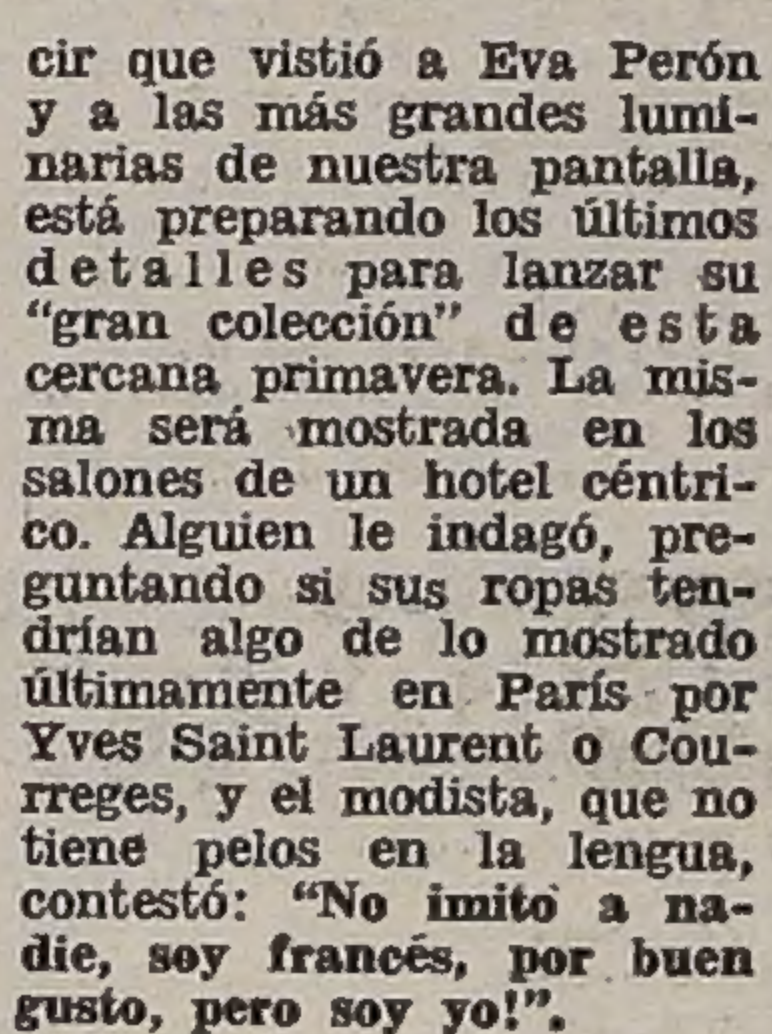 cir que vistió a Eva Perón
y a las más grandes lumi-
narias de nuestra pantalla,
está preparando los últimos
detalles para lanzar su
“gran colección” de esta
cercana primavera. La mis-
ma será mostrada en los
salones de un hotel céntri-
co. Alguien le indagó, pre-
guntando si sus ropas ten-
drían algo de lo mostrado
últimamente en París por
Yves Saint Laurent o Cou-
rreges, y el modista, que no
tiene pelos en la lengua,
contestó: “No imito a na-
die, soy francés, por buen
gusto, pero soy yo!”.